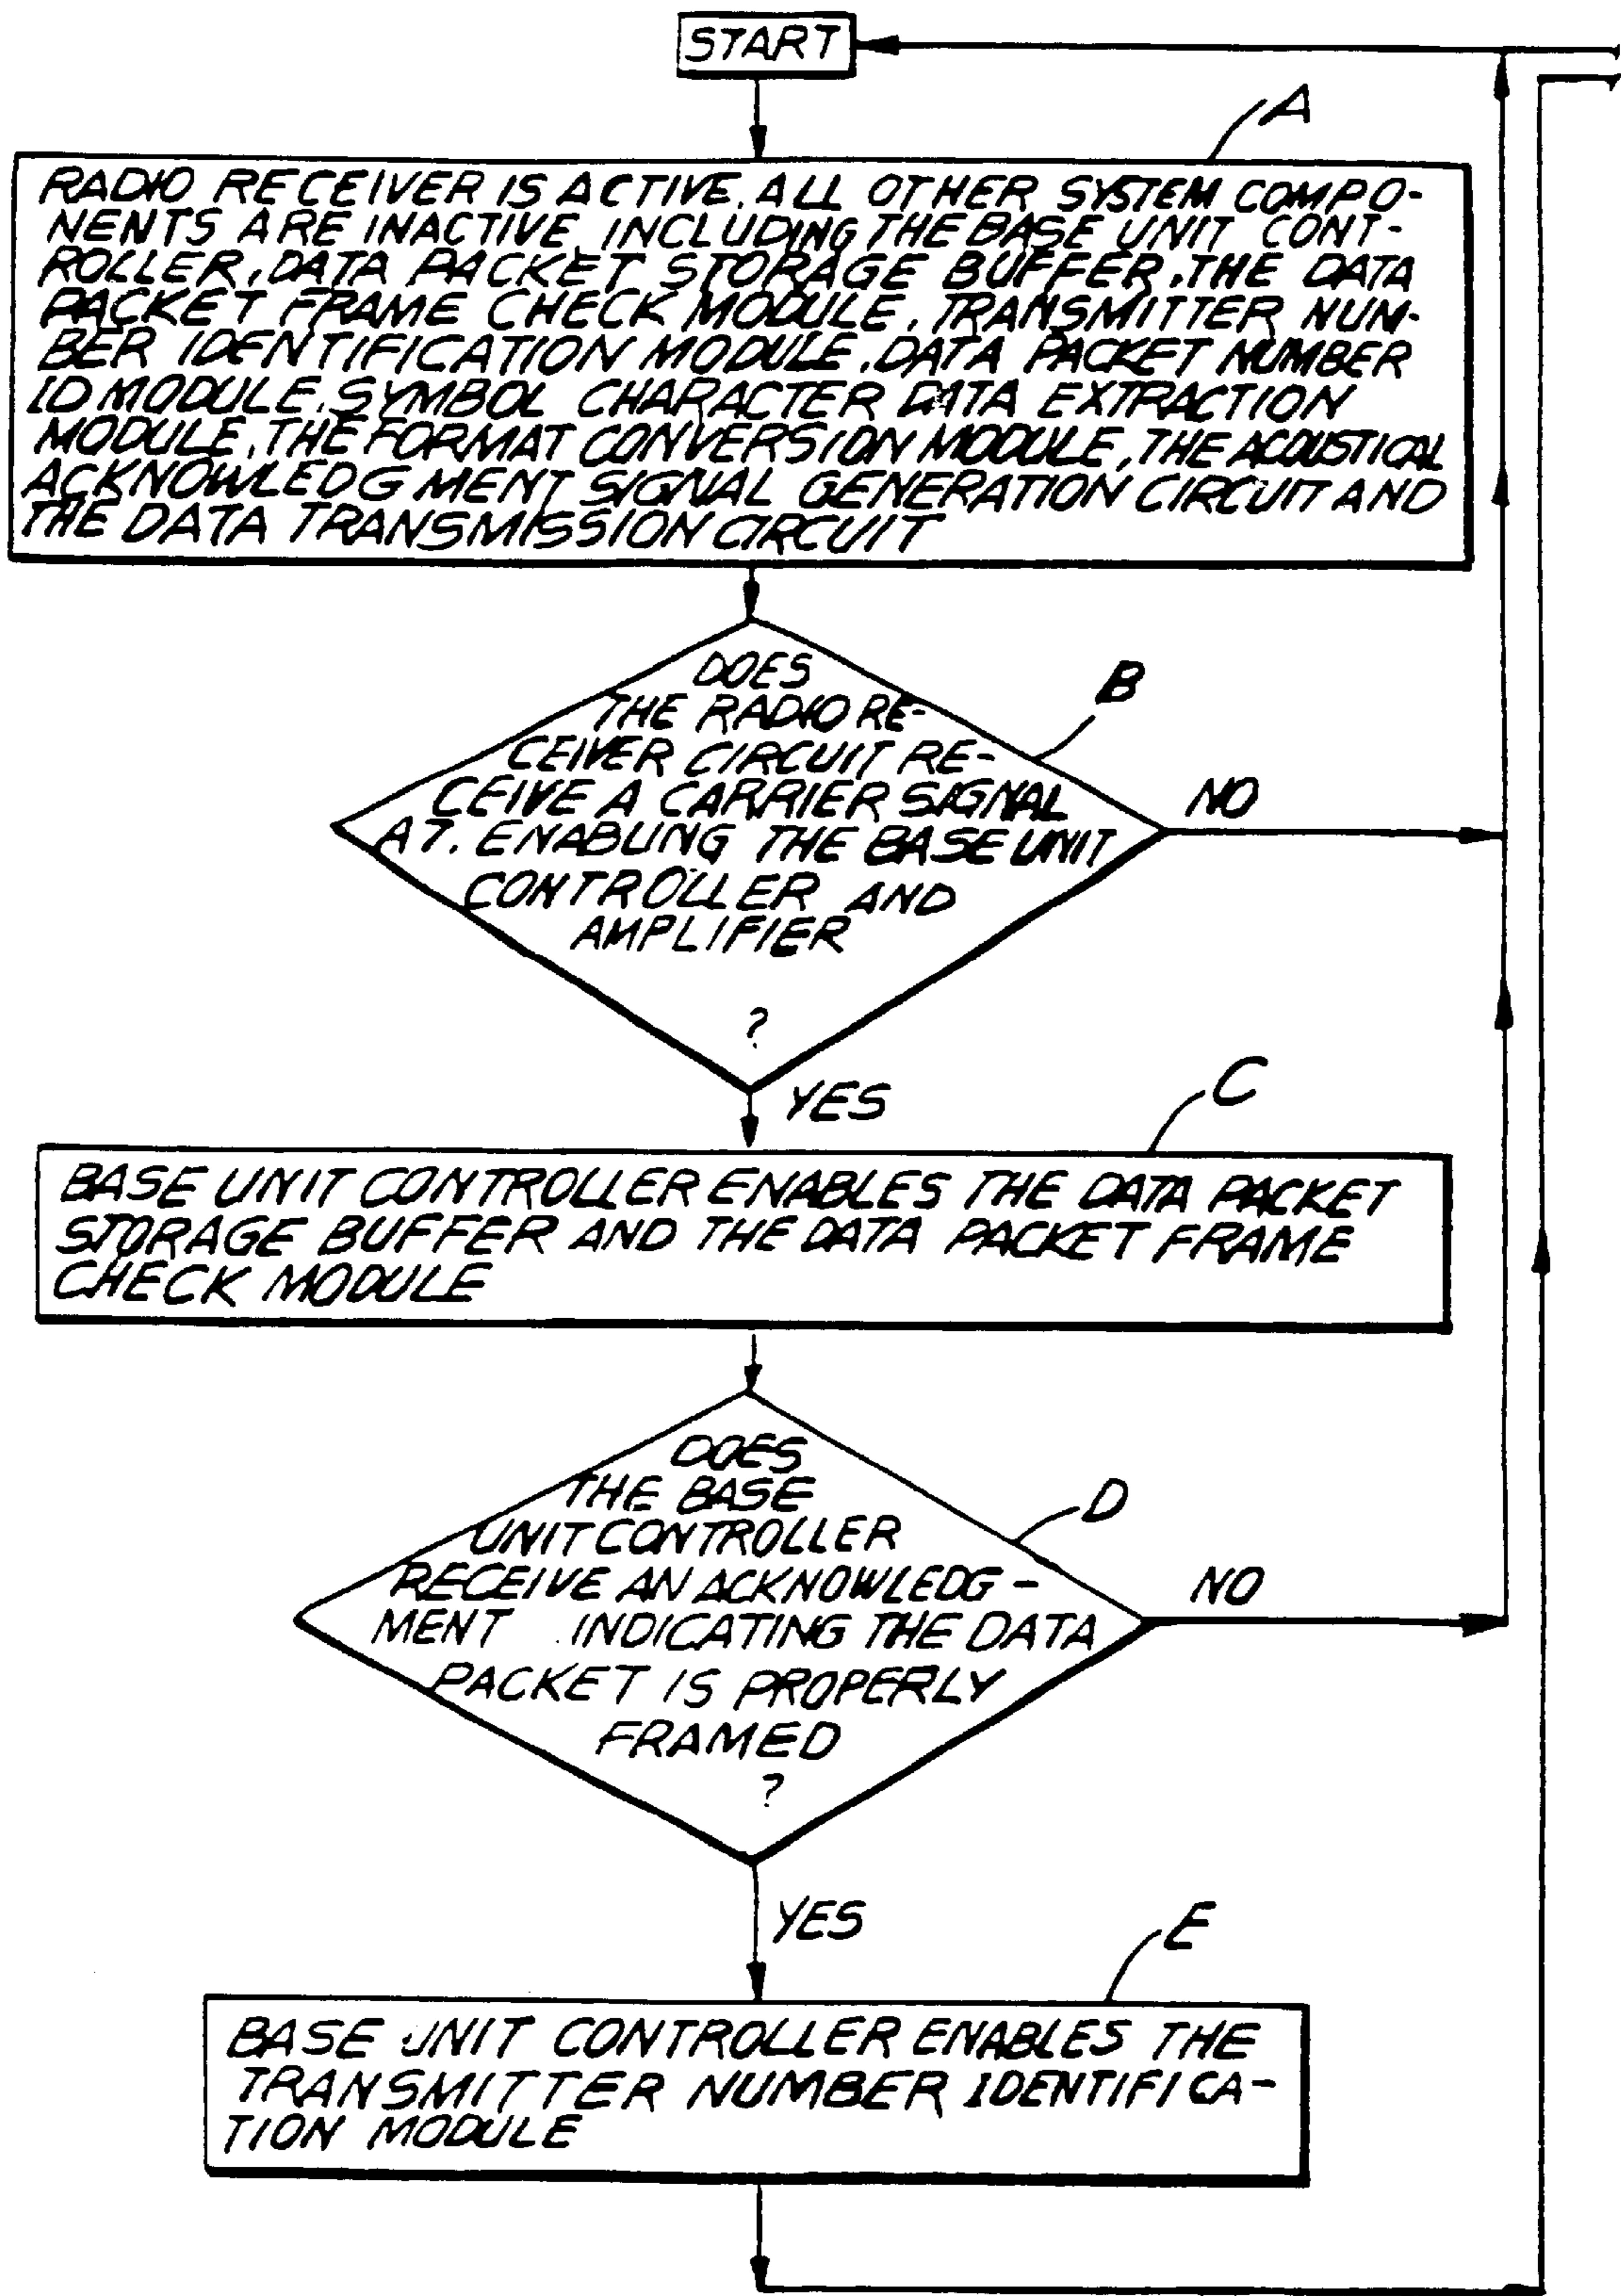 START
A
RADIO RECEIVER IS ACTIVE. ALL OTHER SYSTEM COMPO-
NENTS ARE INACTIVE, INCLUDING THE BASE UNIT CONT-
ROLLER, DATA PACKET STORAGE BUFFER, THE DATA
PACKET FRAME CHECK MODULE, TRANSMITTER NUM-
BER IDENTIFICATION MODULE, DATA PACKET NUMBER
ID MODULE, SYMBOL CHARACTER DATA EXTRACTION
MODULE, THE FORMAT CONVERSION MODULE, THE ACOUSTICAL
ACKNOWLEDGMENT SIGNAL GENERATION CIRCUIT AND
THE DATA TRANSMISSION CIRCUIT
B
DOES
THE RADIO RE-
CEIVER CIRCUIT RE-
CEIVE A CARRIER SIGNAL
AT. ENABLING THE BASE UNIT
CONTROLLER AND
AMPLIFIER
?
NO
YES
C
BASE UNIT CONTROLLER ENABLES THE DATA PACKET
STORAGE BUFFER AND THE DATA PACKET FRAME
CHECK MODULE
D
DOES
THE BASE
UNIT CONTROLLER
RECEIVE AN ACKNOWLEDG-
MENT INDICATING THE DATA
PACKET IS PROPERLY
FRAMED
?
NO
YES
E
BASE UNIT CONTROLLER ENABLES THE
TRANSMITTER NUMBER IDENTIFICA-
TION MODULE